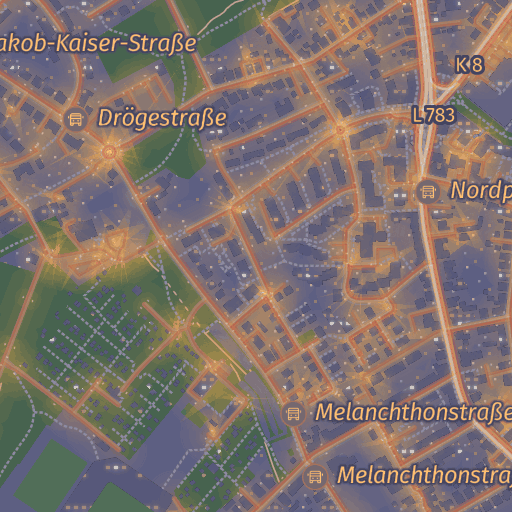 akob-Kaiser-Straße
K 8
L 783
Drögestraße
Nordp
Melanchthonstraße
Melanchthonstra